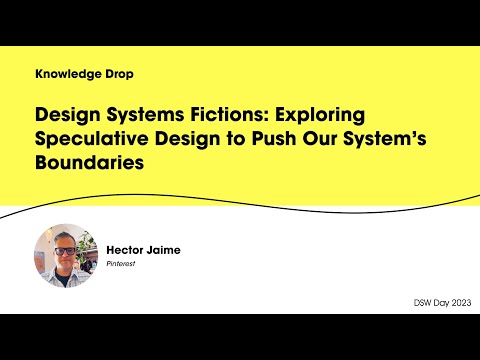 Knowledge Drop
Design Systems Fictions: Exploring
Speculative Design to Push Our System’s
Boundaries
Hector Jaime
Pinterest
DSW Day 2023